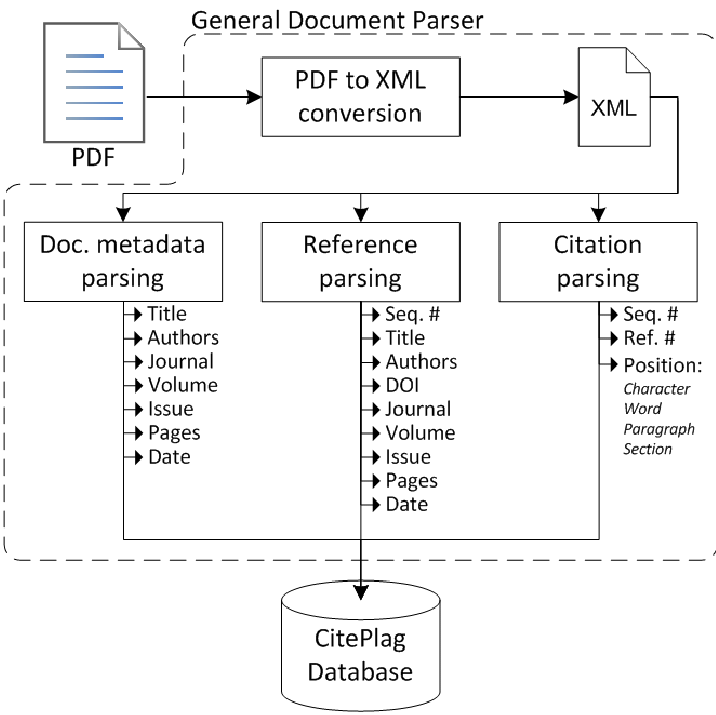 General Document Parser
PDF
PDF to XML
conversion
XML
Doc. metadata
parsing
Title
Authors
Journal
Volume
Issue
Pages
Date
Reference
parsing
Seq. #
Title
Authors
DOI
Journal
Volume
Issue
Pages
Date
Citation
parsing
Seq. #
Ref. #
Position:
Character
Word
Paragraph
Section
CitePlag
Database